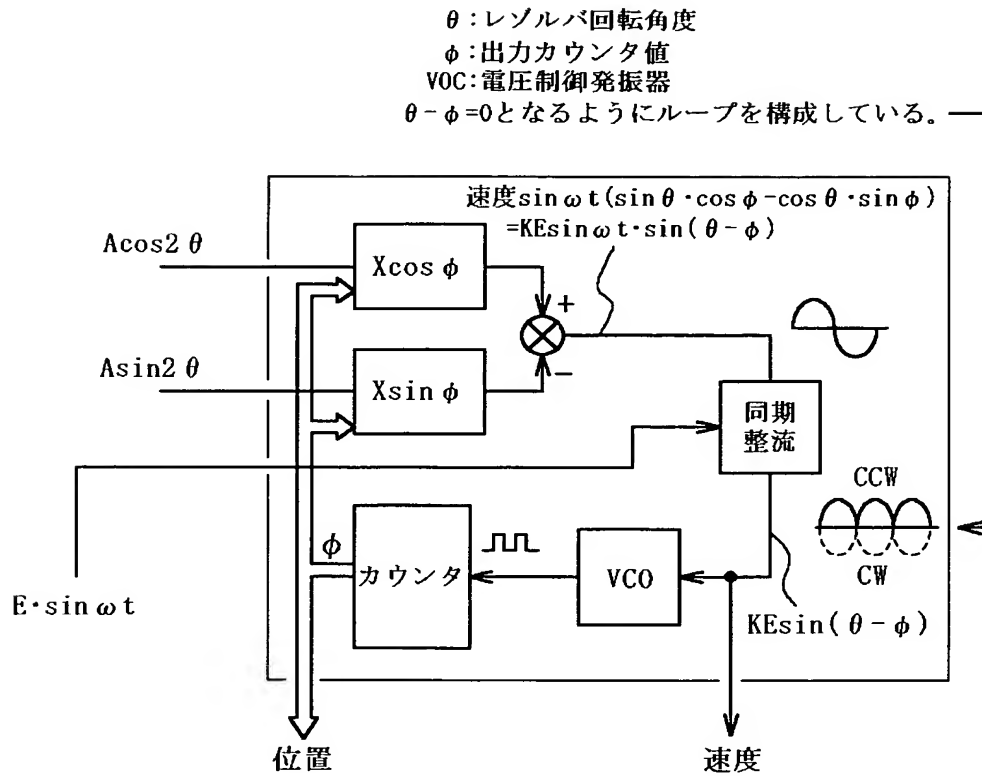 θ:レゾルバ回転角度
φ:出力カウンタ値
VOC:電圧制御発振器
θ-φ=0となるようにループを構成している。
速度sinωt(sinθ・cosφ-cosθ・sinφ)
=KEsinωt・sin(θ-φ)
Acos2θ
Xcosφ
+
-
Asin2θ
Xsinφ
同期
整流
CCW
CW
φ
カウンタ
VCO
E・sinωt
KEsin(θ-φ)
位置
速度